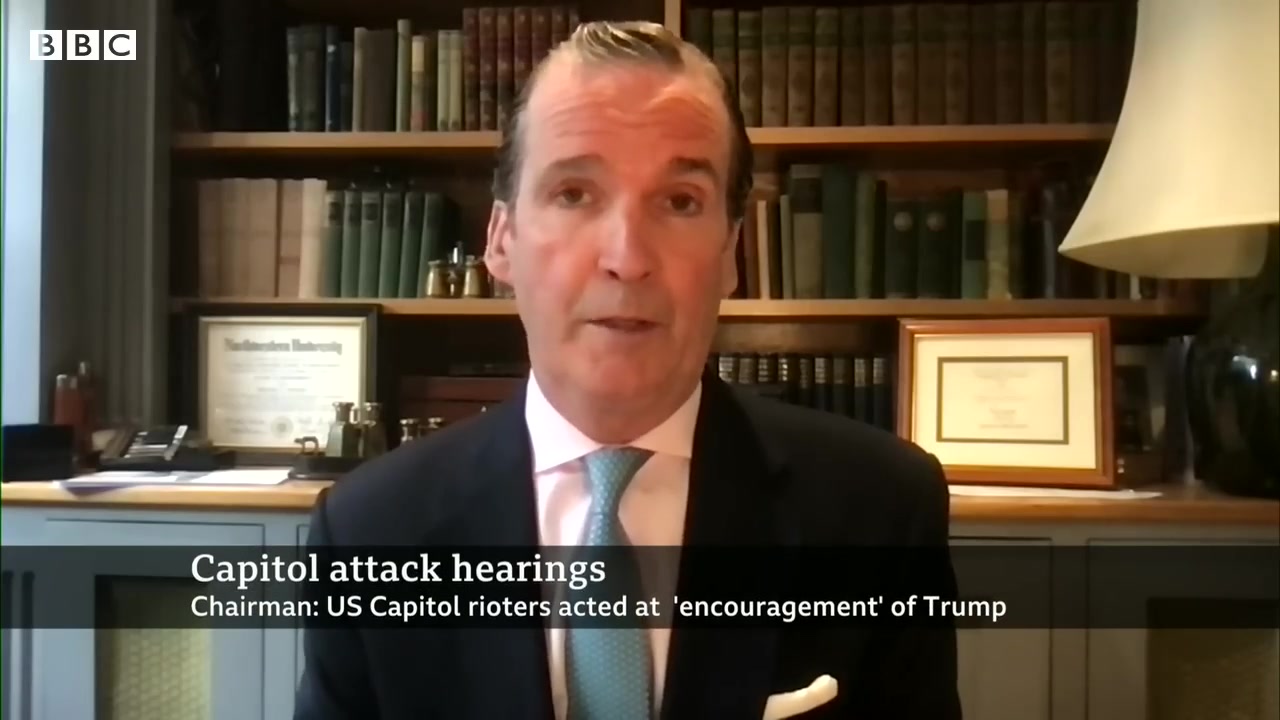 BBC
Northwestern University
Capitol attack hearings
Chairman: US Capitol rioters acted at 'encouragement' of Trump